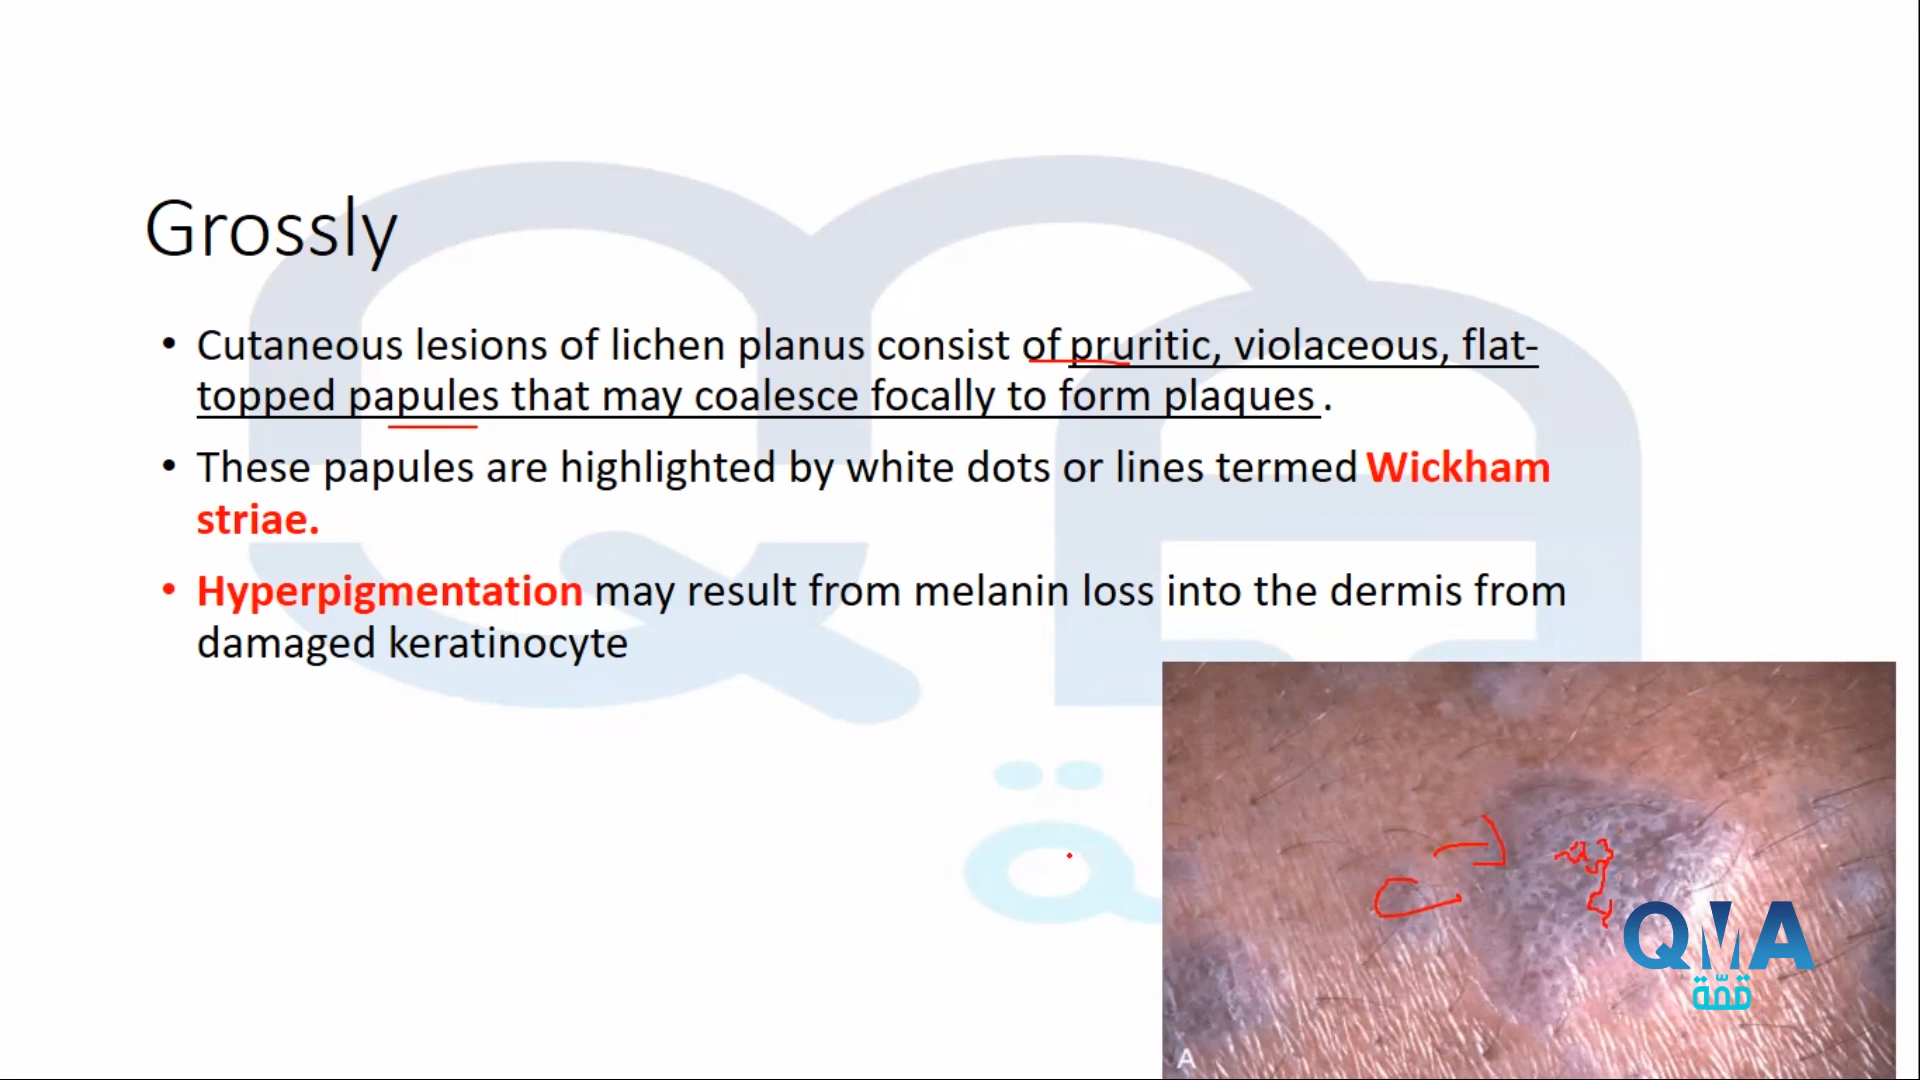 Grossly
• Cutaneous lesions of lichen planus consist of pruritic, violaceous, flat-
topped papules that may coalesce focally to form plaques .
• These papules are highlighted by white dots or lines termed Wickham
striae.
• Hyperpigmentation may result from melanin loss into the dermis from
damaged keratinocyte
A
QMA
قمّة